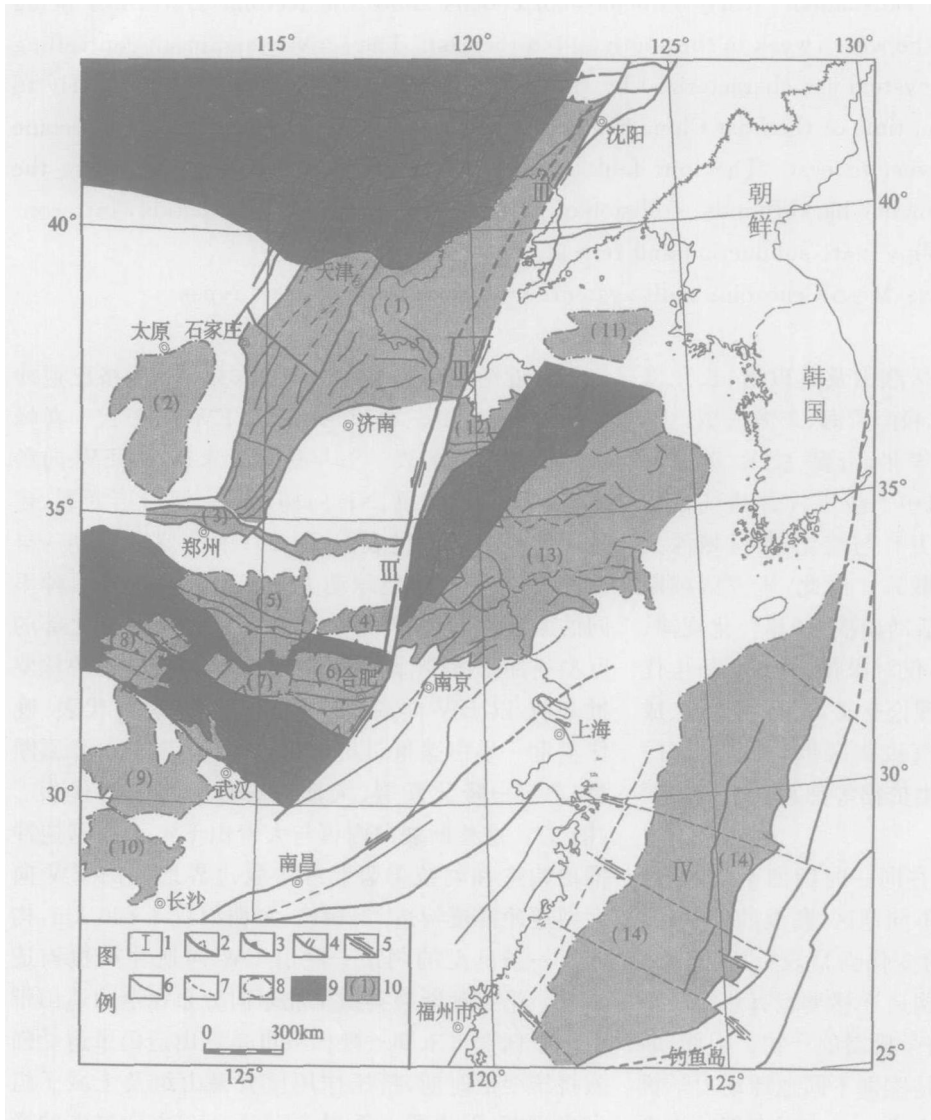 115° 120° 125° 130°
沈阳
III
朝
鲜
40°
天津
(1)
(11)
太原 石家庄
III
韩
国
(2)
济南
(12)
35° 35°
(3)
郑州
(13)
III
(5)
(4)
(8)
(7) (6) 合肥
南京
上海
(9)
武汉
30° 30°
(14)
南昌
IV
(10)
长沙
(14)
图
例
I 1 2 3 4 5
6 7 8 9 (1) 10
0 300km
福州市
钓鱼岛
25°
125° 120° 125°